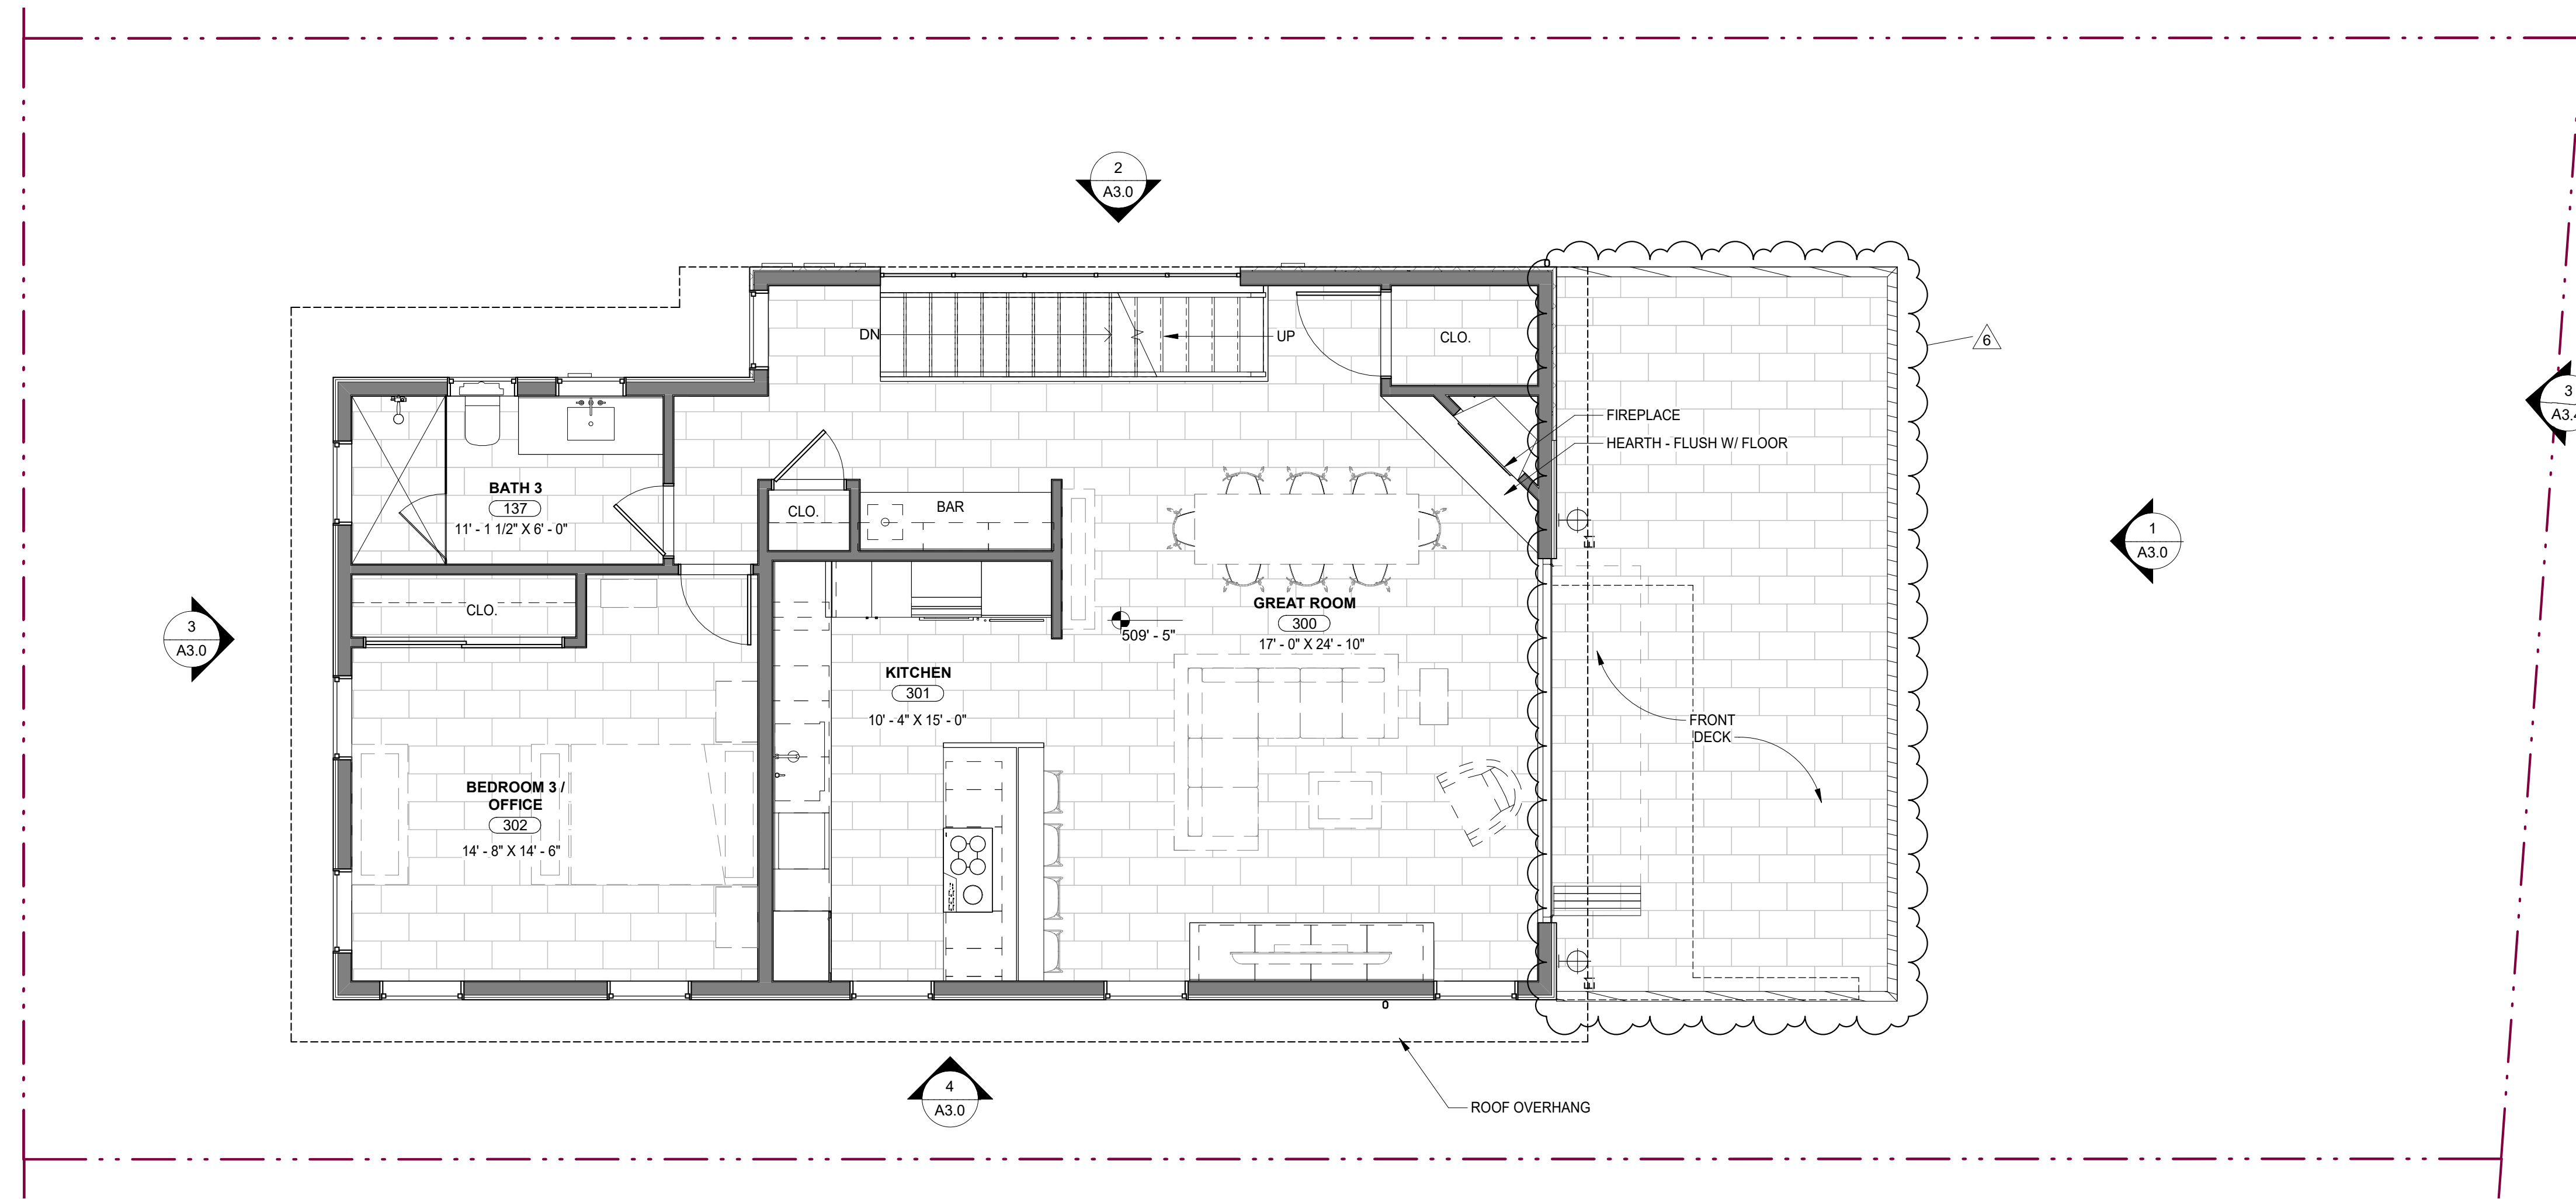 2
A3.0
DN
UP
CLO.
6
3
FIREPLACE
HEARTH - FLUSH W/ FLOOR
BATH 3
137
11' - 1 1/2" X 6' - 0"
CLO.
BAR
1
A3.0
E1
CLO.
GREAT ROOM
300
17' - 0" X 24' - 10"
509' - 5"
3
A3.0
KITCHEN
301
10' - 4" X 15' - 0"
FRONT
DECK
BEDROOM 3 /
OFFICE
302
14' - 8" X 14' - 6"
E1
4
A3.0
ROOF OVERHANG